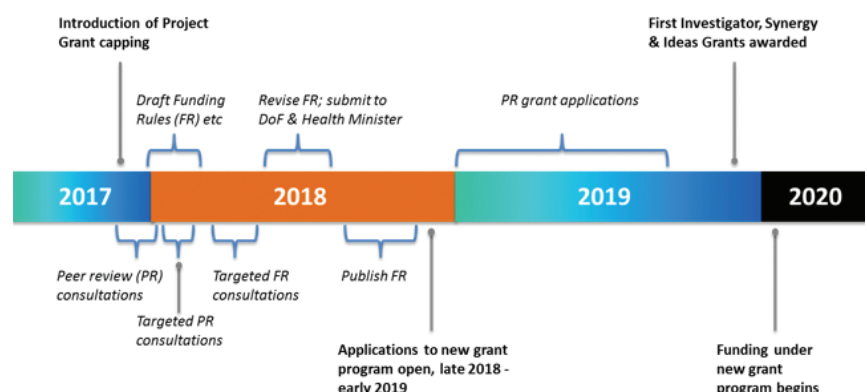 Introduction of Project
Grant capping
First Investigator, Synergy
& Ideas Grants awarded
Draft Funding
Rules (FR) etc
Revise FR; submit to
DoF & Health Minister
PR grant applications
2017
2018
2019
2020
Peer review (PR)
consultations
Targeted PR
consultations
Targeted FR
consultations
Publish FR
Applications to new grant
program open, late 2018 -
early 2019
Funding under
new grant
program begins